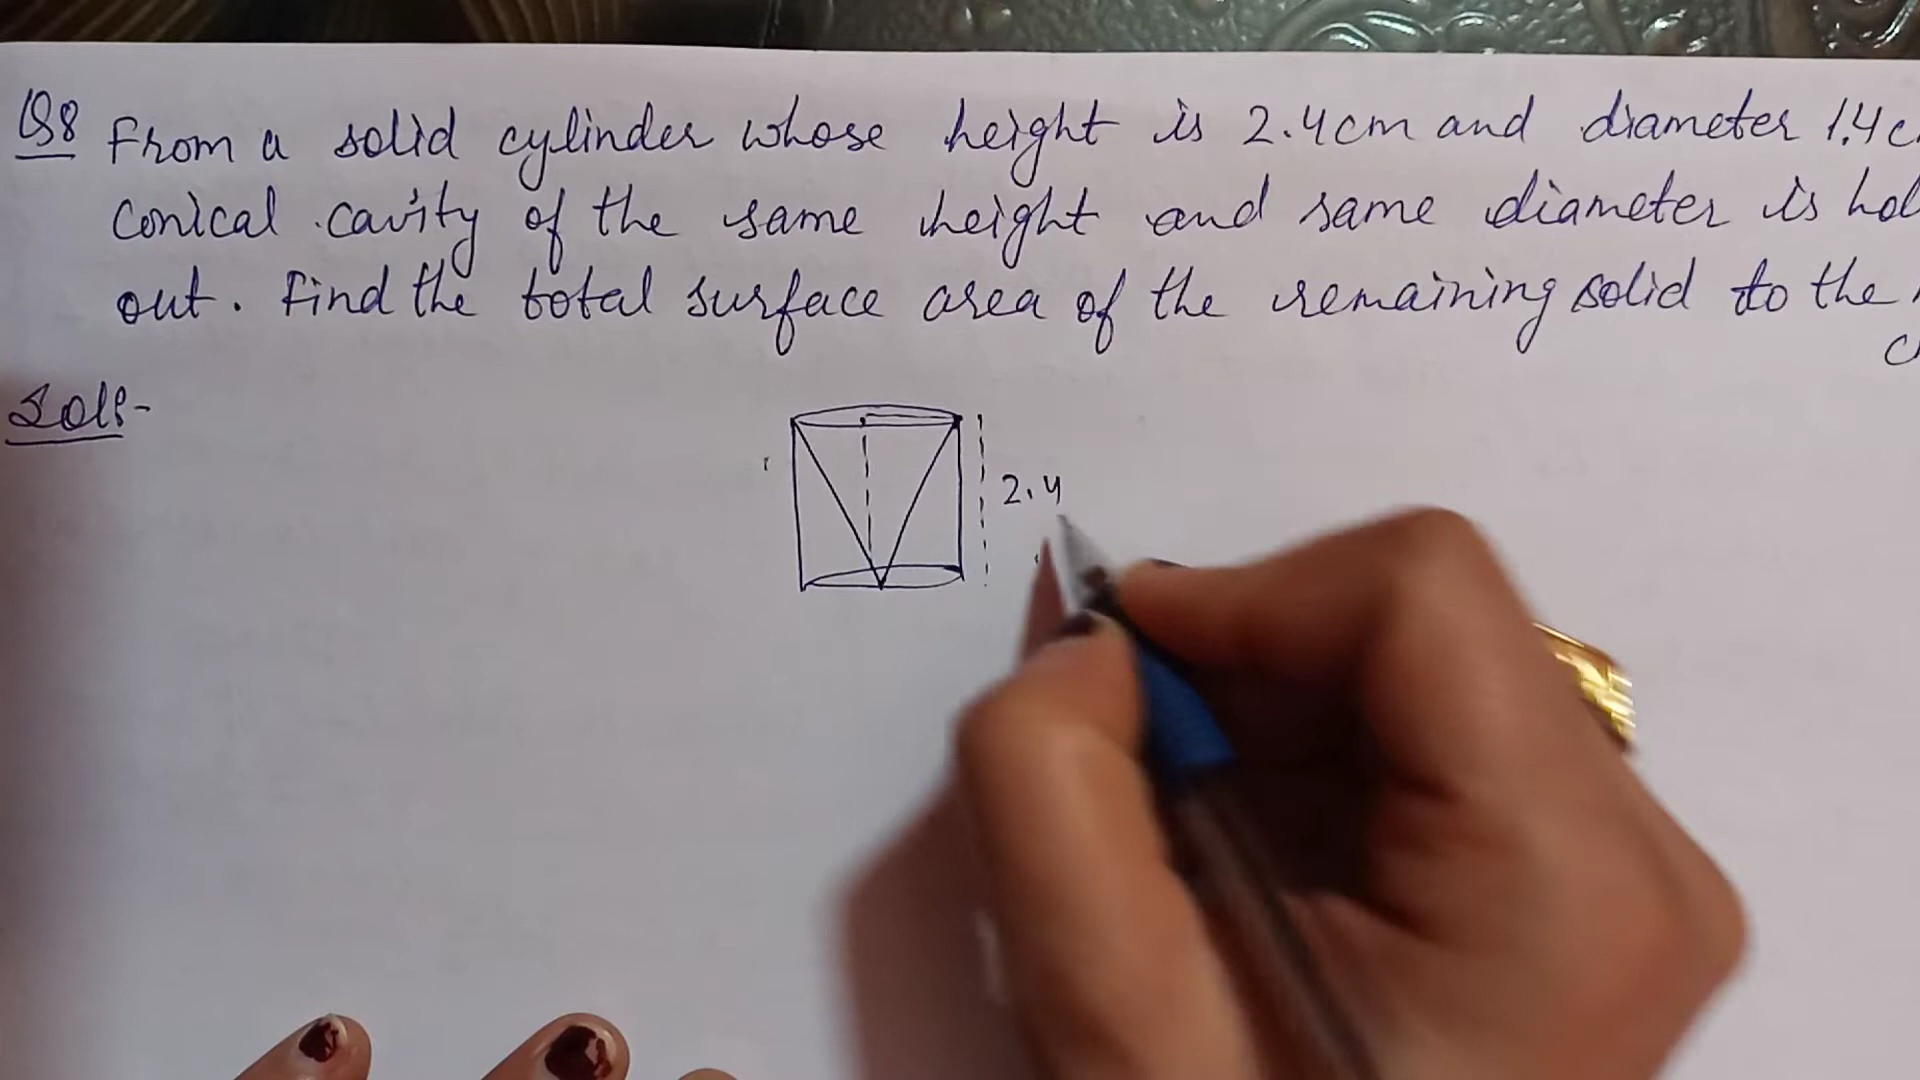 Q8 From a solid cylinder whose height is 2.4cm and diameter 1.4c
Conical cavity of the same height and same diameter is hol
out. Find the total surface area of the remaining solid to the
c
Sol:-
2.4